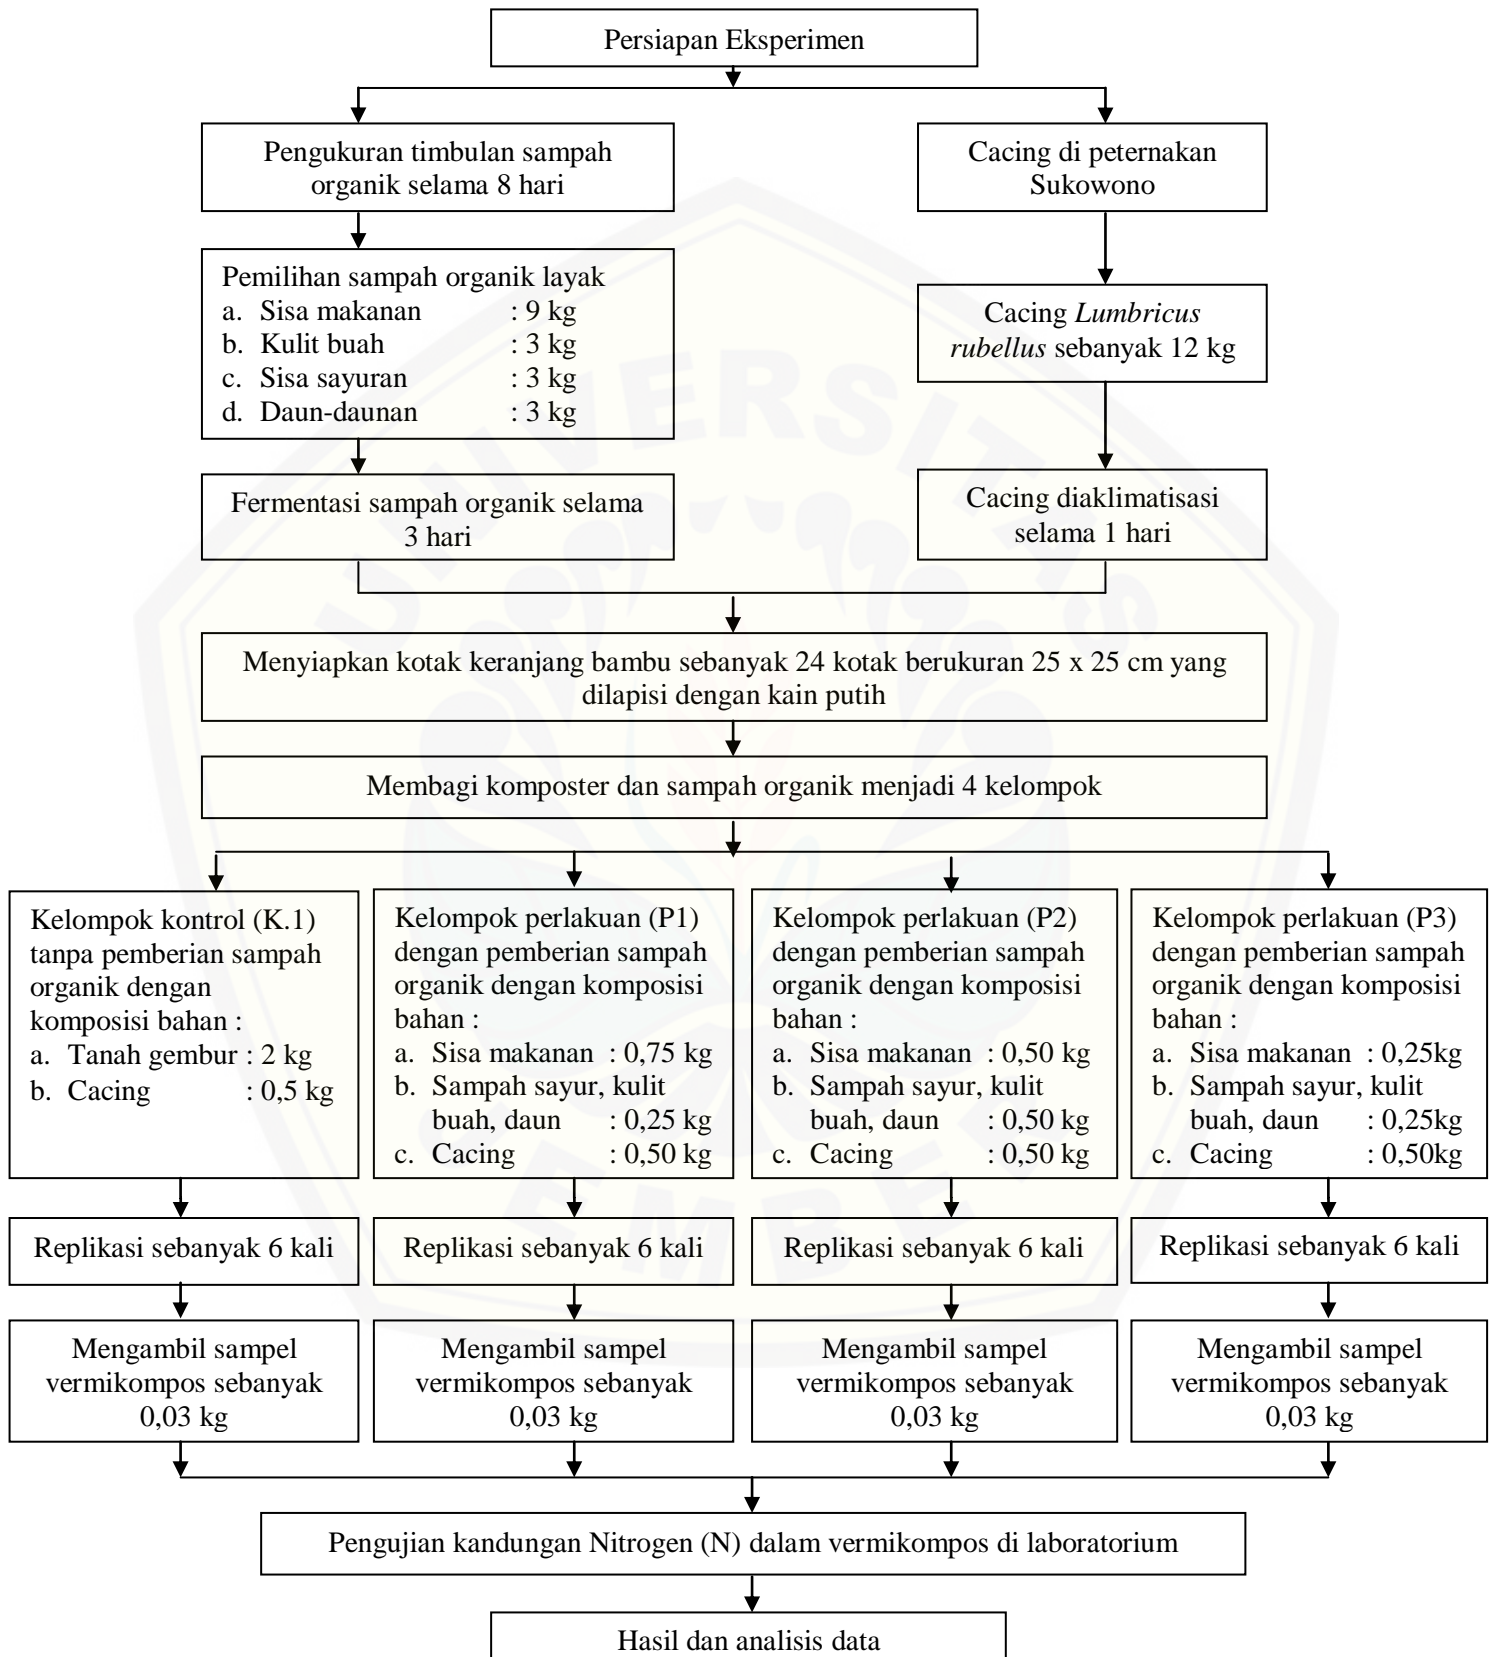 Persiapan Eksperimen
Pengukuran timbulan sampah
organik selama 8 hari
Cacing di peternakan
Sukowono
Pemilihan sampah organik layak
a. Sisa makanan : 9 kg
b. Kulit buah : 3 kg
c. Sisa sayuran : 3 kg
d. Daun-daunan : 3 kg
Cacing Lumbricus
rubellus sebanyak 12 kg
Fermentasi sampah organik selama
3 hari
Cacing diaklimatisasi
selama 1 hari
Menyiapkan kotak keranjang bambu sebanyak 24 kotak berukuran 25 x 25 cm yang
dilapisi dengan kain putih
Membagi komposter dan sampah organik menjadi 4 kelompok
Kelompok kontrol (K.1)
tanpa pemberian sampah
organik dengan
komposisi bahan :
a. Tanah gembur : 2 kg
b. Cacing : 0,5 kg
Kelompok perlakuan (P1)
dengan pemberian sampah
organik dengan komposisi
bahan :
a. Sisa makanan : 0,75 kg
b. Sampah sayur, kulit
buah, daun : 0,25 kg
c. Cacing : 0,50 kg
Kelompok perlakuan (P2)
dengan pemberian sampah
organik dengan komposisi
bahan :
a. Sisa makanan : 0,50 kg
b. Sampah sayur, kulit
buah, daun : 0,50 kg
c. Cacing : 0,50 kg
Kelompok perlakuan (P3)
dengan pemberian sampah
organik dengan komposisi
bahan :
a. Sisa makanan : 0,25kg
b. Sampah sayur, kulit
buah, daun : 0,25kg
c. Cacing : 0,50kg
Replikasi sebanyak 6 kali
Replikasi sebanyak 6 kali
Replikasi sebanyak 6 kali
Replikasi sebanyak 6 kali
Mengambil sampel
vermikompos sebanyak
0,03 kg
Mengambil sampel
vermikompos sebanyak
0,03 kg
Mengambil sampel
vermikompos sebanyak
0,03 kg
Mengambil sampel
vermikompos sebanyak
0,03 kg
Pengujian kandungan Nitrogen (N) dalam vermikompos di laboratorium
Hasil dan analisis data
UNIVERSITAS
JEMBER